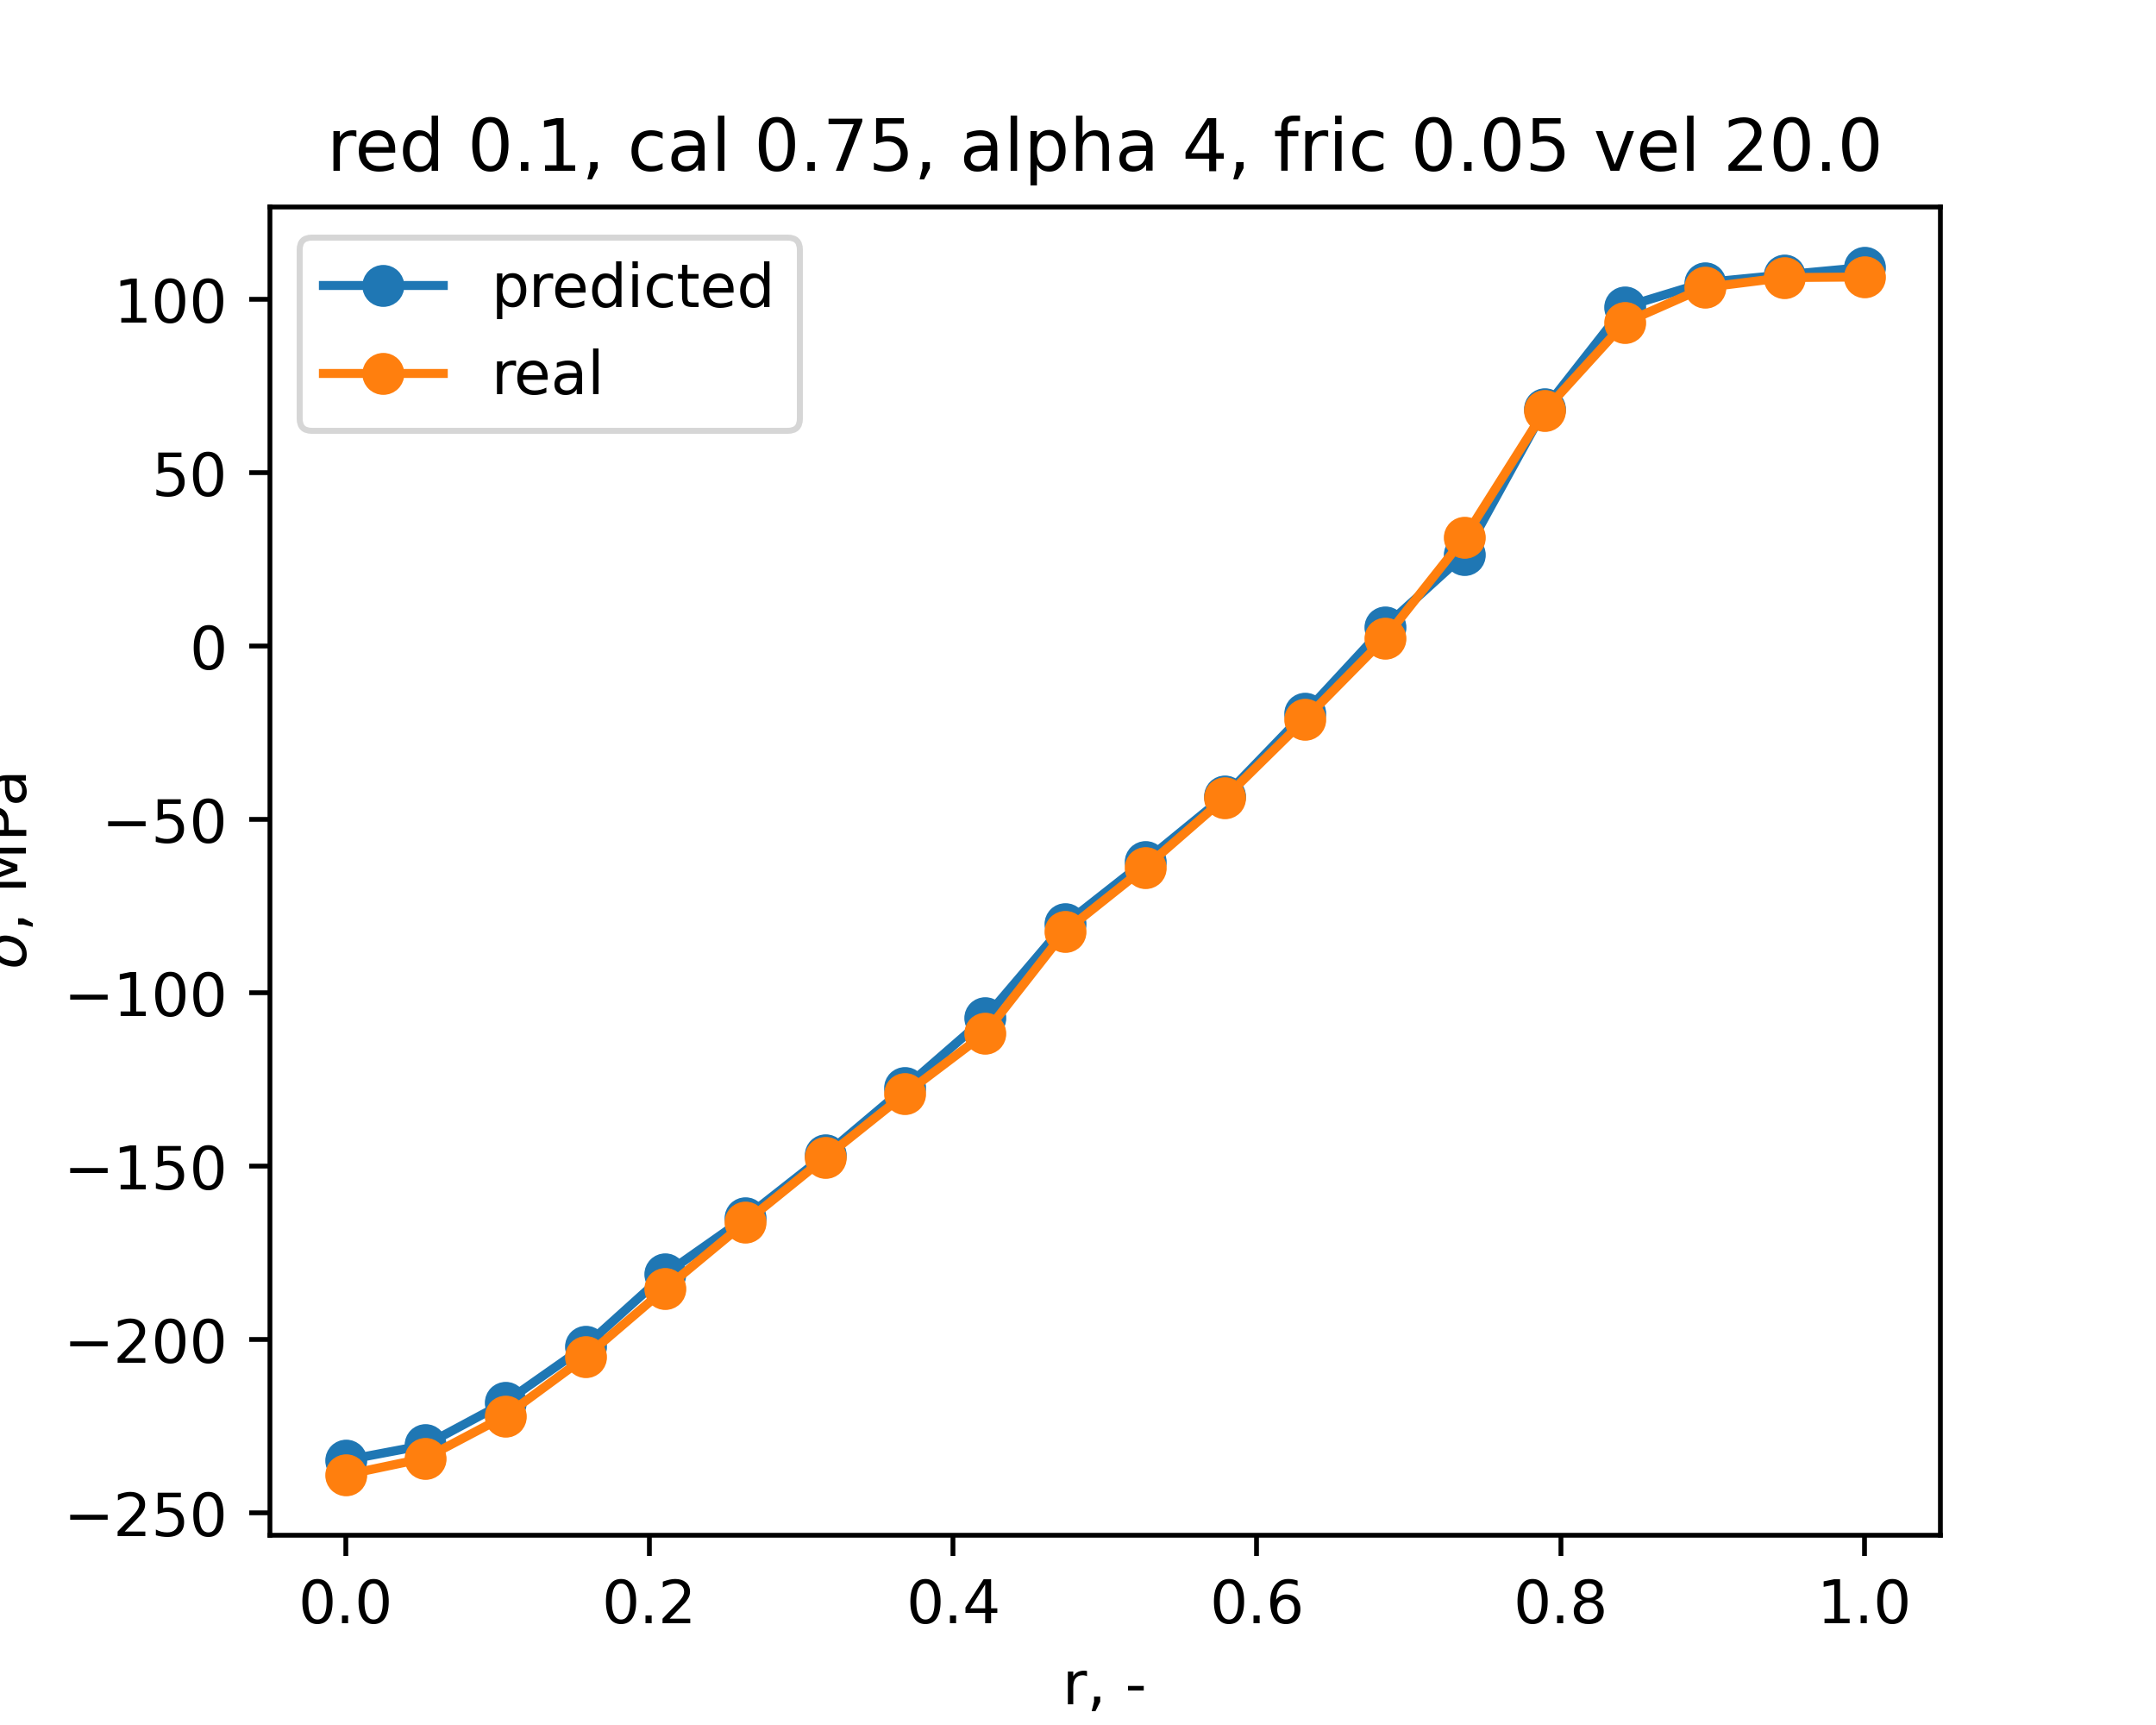 red 0.1, cal 0.75, alpha 4, fric 0.05 vel 20.0
predicted
real
100
50
0
−50
−100
−150
−200
−250
σ, MPa
0.0 0.2 0.4 0.6 0.8 1.0
r, -